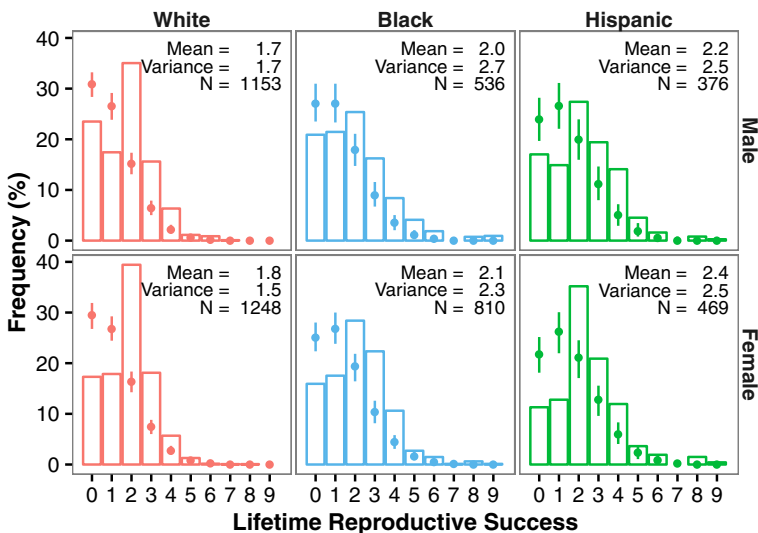 White Black Hispanic
Frequency (%)
40
30
20
10
0
Mean = 1.7
Variance = 1.7
N = 1153
Mean = 2.0
Variance = 2.7
N = 536
Mean = 2.2
Variance = 2.5
N = 376
Male
40
30
20
10
0
Mean = 1.8
Variance = 1.5
N = 1248
Mean = 2.1
Variance = 2.3
N = 810
Mean = 2.4
Variance = 2.5
N = 469
Female
0 1 2 3 4 5 6 7 8 9 0 1 2 3 4 5 6 7 8 9 0 1 2 3 4 5 6 7 8 9
Lifetime Reproductive Success